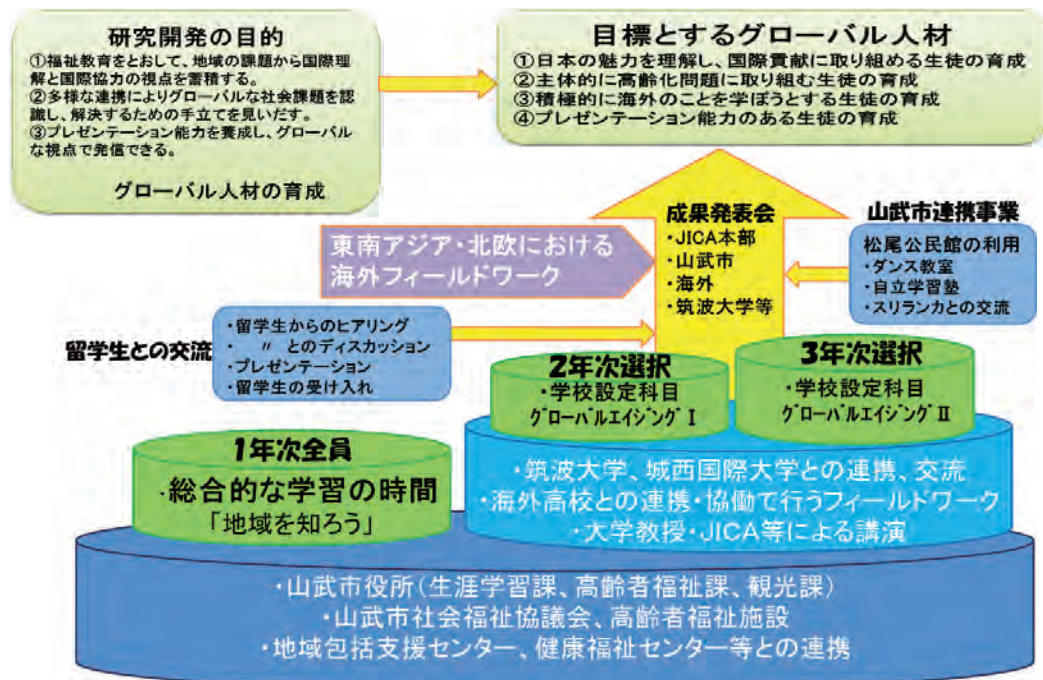 研究開発の目的
①福祉教育をとおして、地域の課題から国際理
解と国際協力の視点を蓄積する。
②多様な連携によりグローバルな社会課題を認
識し、解決するための手立てを見いだす。
③プレゼンテーション能力を養成し、グローバル
な視点で発信できる。
グローバル人材の育成
目標とするグローバル人材
①日本の魅力を理解し、国際貢献に取り組める生徒の育成
②主体的に高齢化問題に取り組む生徒の育成
③積極的に海外のことを学ぼうとする生徒の育成
④プレゼンテーション能力のある生徒の育成
東南アジア・北欧における
海外フィールドワーク
成果発表会
・JICA本部
・山武市
・海外
・筑波大学等
山武市連携事業
松尾公民館の利用
・ダンス教室
・自立学習塾
・スリランカとの交流
留学生との交流
・留学生からのヒアリング
・　〃　とのディスカッション
・プレゼンテーション
・留学生の受け入れ
2年次選択
・学校設定科目
グローバルエイジングⅠ
3年次選択
・学校設定科目
グローバルエイジングⅡ
1年次全員
・総合的な学習の時間
「地域を知ろう」
・筑波大学、城西国際大学との連携、交流
・海外高校との連携・協働で行うフィールドワーク
・大学教授・JICA等による講演
・山武市役所(生涯学習課、高齢者福祉課、観光課)
・山武市社会福祉協議会、高齢者福祉施設
・地域包括支援センター、健康福祉センター等との連携